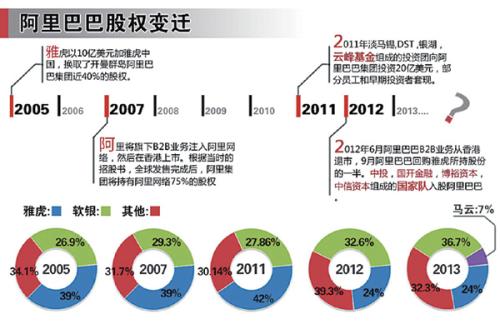 阿里巴巴股权变迁
雅虎以10亿美元加雅虎中
国，换取了开曼群岛阿里巴
巴集团近40%的股权。
2011年淡马锡,DST,银湖,
云峰基金组成的投资团向阿
里巴巴集团投资20亿美元，部
分员工和早期投资者套现。
2005
2006
2007
2008
2009
2010
2011
2012
2013....
?
阿里将旗下B2B业务注入阿里网
络，然后在香港上市。根据当时的
招股书，全球发售完成后，阿里集
团将持有阿里网络75%的股权
2012年6月阿里巴巴B2B业务从香港
退市，9月阿里巴巴回购雅虎所持股份
的一半。中投,国开金融,博裕资本,
中信资本组成的国家队入股阿里巴
巴。
雅虎:
软银:
其他:
马云:7%
26.9%
34.1%
2005
39%
29.3%
31.7%
2007
39%
27.86%
30.14%
2011
42%
32.6%
2012
39.3%
24%
36.7%
2013
32.3%
24%